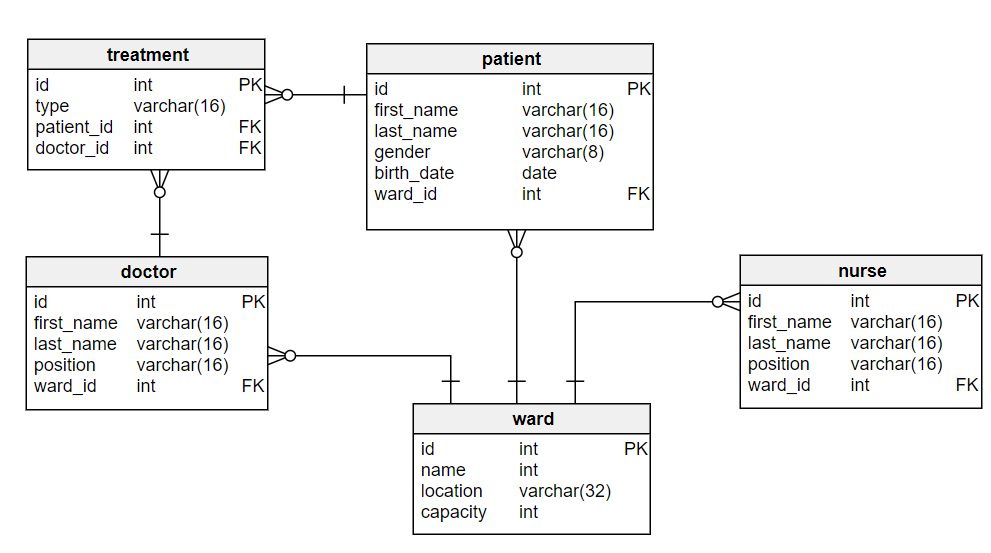 treatment
id int PK
type varchar(16)
patient_id int FK
doctor_id int FK
patient
id int PK
first_name varchar(16)
last_name varchar(16)
gender varchar(8)
birth_date date
ward_id int FK
doctor
id int PK
first_name varchar(16)
last_name varchar(16)
position varchar(16)
ward_id int FK
nurse
id int PK
first_name varchar(16)
last_name varchar(16)
position varchar(16)
ward_id int FK
ward
id int PK
name int
location varchar(32)
capacity int